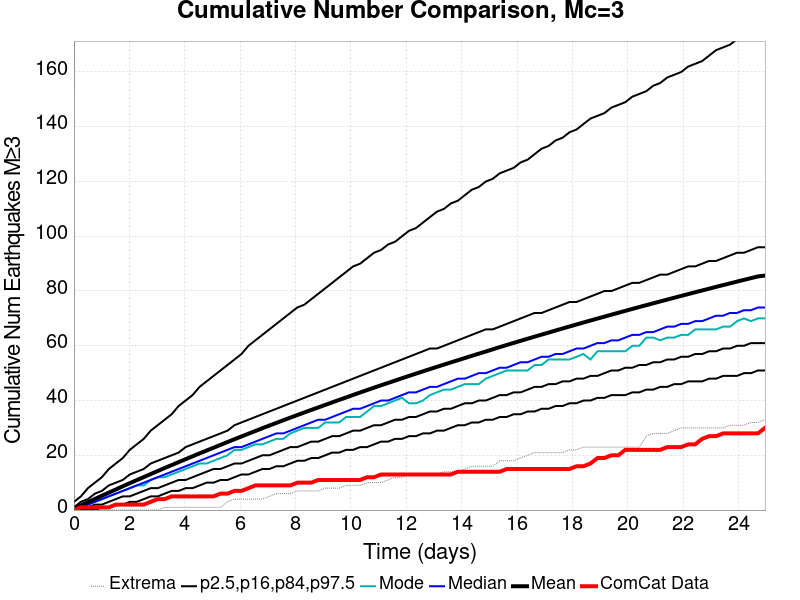 Cumulative Number Comparison, Mc=3
Cumulative Num Earthquakes M≥3
160
140
120
100
80
60
40
20
0
0 2 4 6 8 10 12 14 16 18 20 22 24
Time (days)
Extrema p2.5,p16,p84,p97.5 Mode Median Mean ComCat Data